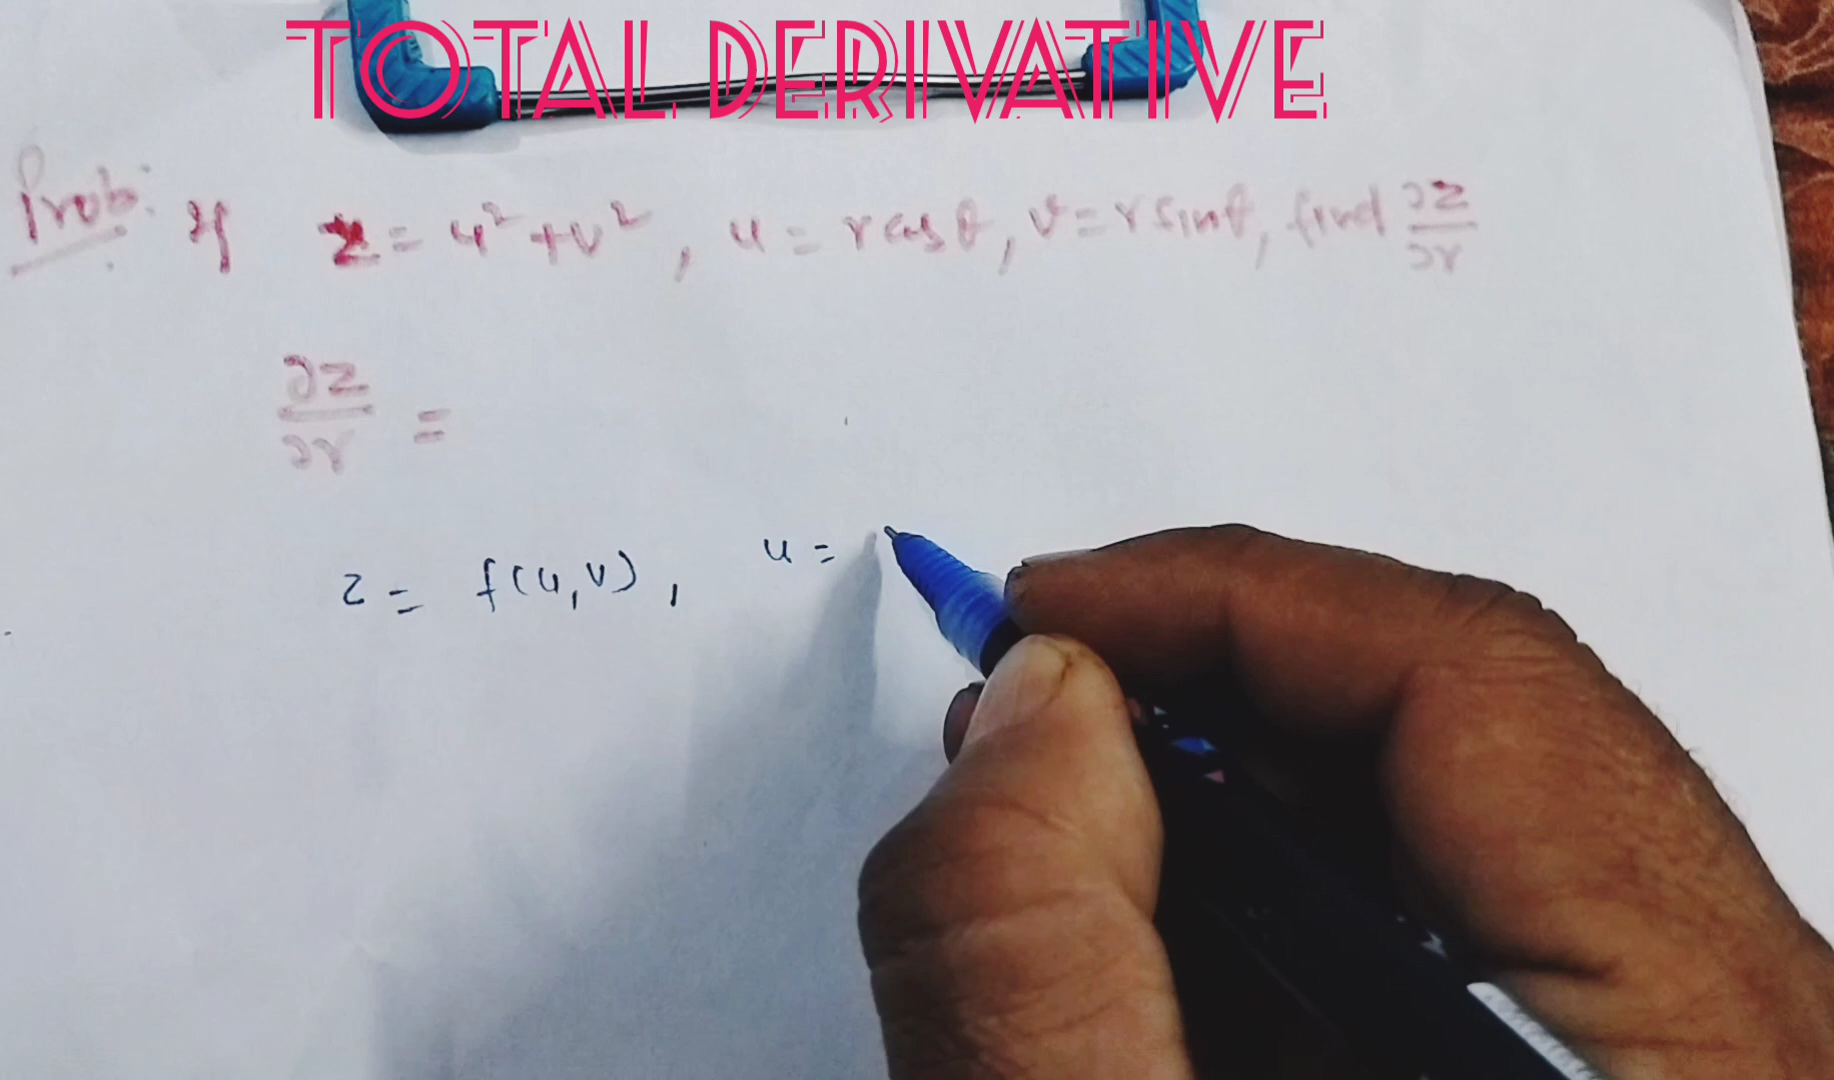 TOTAL DERIVATIVE
Prob: If z = u² + v², u = r cos θ, v = r sin θ, find ∂z/∂r
∂z/∂r =
z = f(u, v), u =